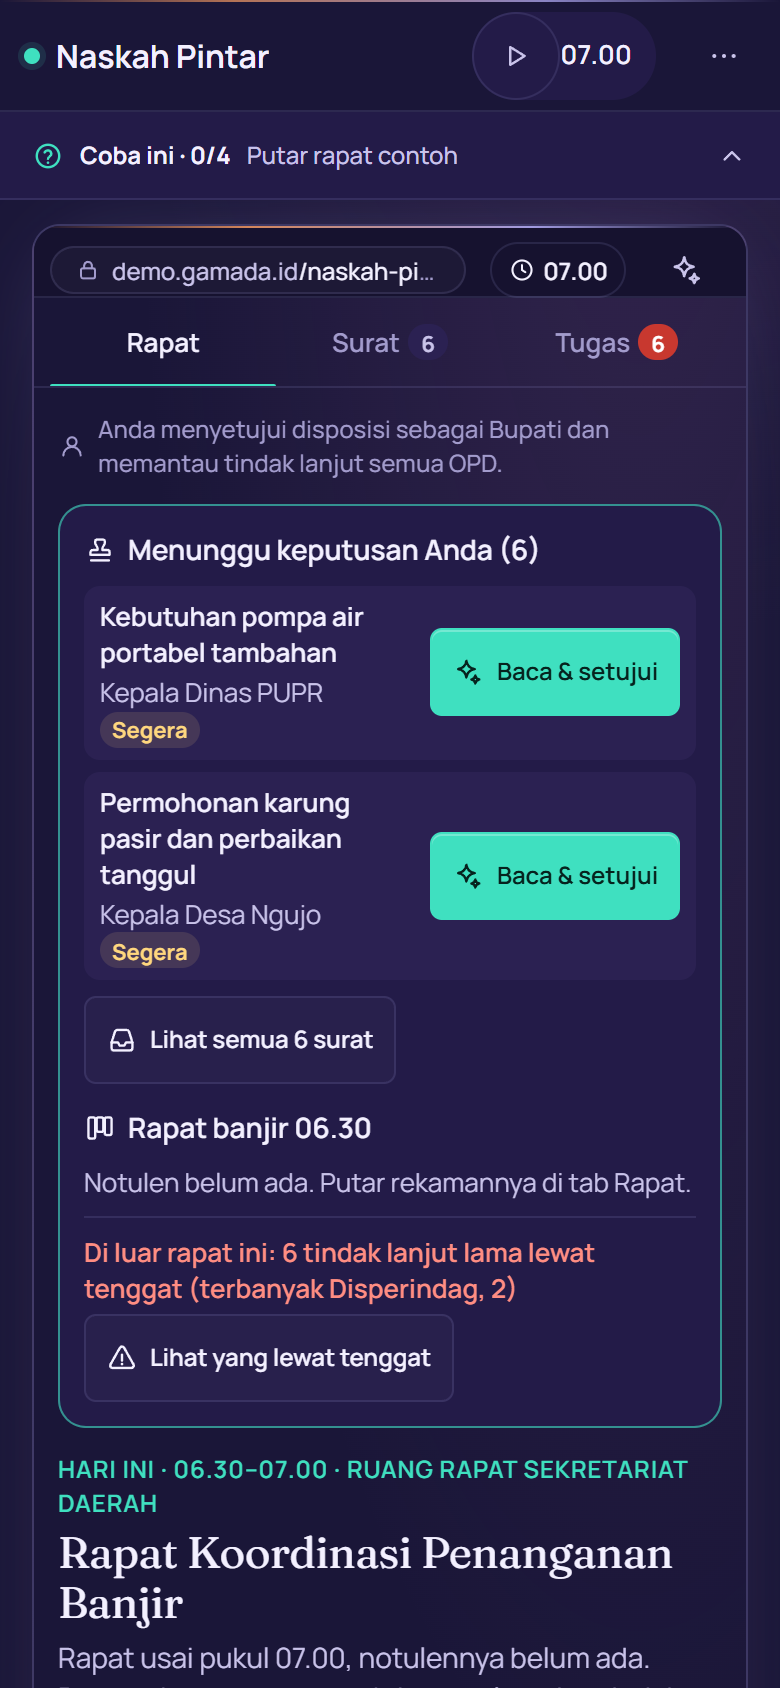 Naskah Pintar
07.00
Coba ini · 0/4 Putar rapat contoh
demo.gamada.id/naskah-pi...
07.00
Rapat
Surat 6
Tugas 6
Anda menyetujui disposisi sebagai Bupati dan
memantau tindak lanjut semua OPD.
Menunggu keputusan Anda (6)
Kebutuhan pompa air
portabel tambahan
Kepala Dinas PUPR
Segera
Baca & setujui
Permohonan karung
pasir dan perbaikan
tanggul
Kepala Desa Ngujo
Segera
Baca & setujui
Lihat semua 6 surat
Rapat banjir 06.30
Notulen belum ada. Putar rekamannya di tab Rapat.
Di luar rapat ini: 6 tindak lanjut lama lewat
tenggat (terbanyak Disperindag, 2)
Lihat yang lewat tenggat
HARI INI · 06.30–07.00 · RUANG RAPAT SEKRETARIAT
DAERAH
Rapat Koordinasi Penanganan
Banjir
Rapat usai pukul 07.00, notulennya belum ada.